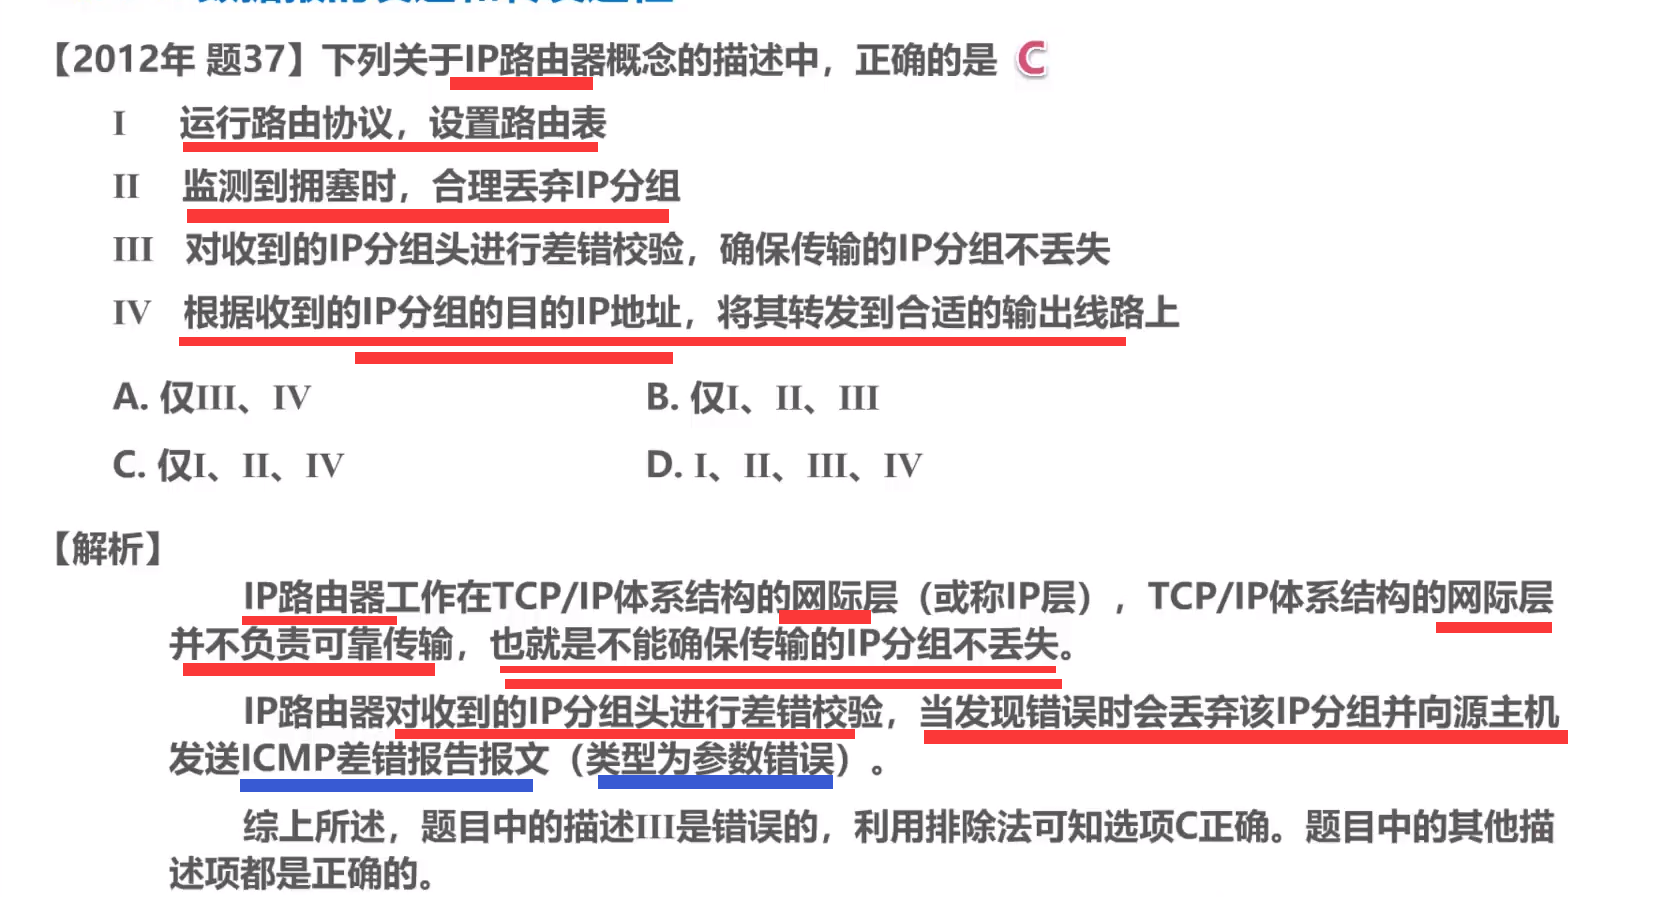 【2012年 题37】下列关于IP路由器概念的描述中，正确的是 C
I 运行路由协议，设置路由表
II 监测到拥塞时，合理丢弃IP分组
III 对收到的IP分组头进行差错校验，确保传输的IP分组不丢失
IV 根据收到的IP分组的目的IP地址，将其转发到合适的输出线路上
A. 仅III、IV B. 仅I、II、III
C. 仅I、II、IV D. I、II、III、IV
【解析】
IP路由器工作在TCP/IP体系结构的网际层（或称IP层），TCP/IP体系结构的网际层
并不负责可靠传输，也就是不能确保传输的IP分组不丢失。
IP路由器对收到的IP分组头进行差错校验，当发现错误时会丢弃该IP分组并向源主机
发送ICMP差错报告报文（类型为参数错误）。
综上所述，题目中的描述III是错误的，利用排除法可知选项C正确。题目中的其他描
述项都是正确的。